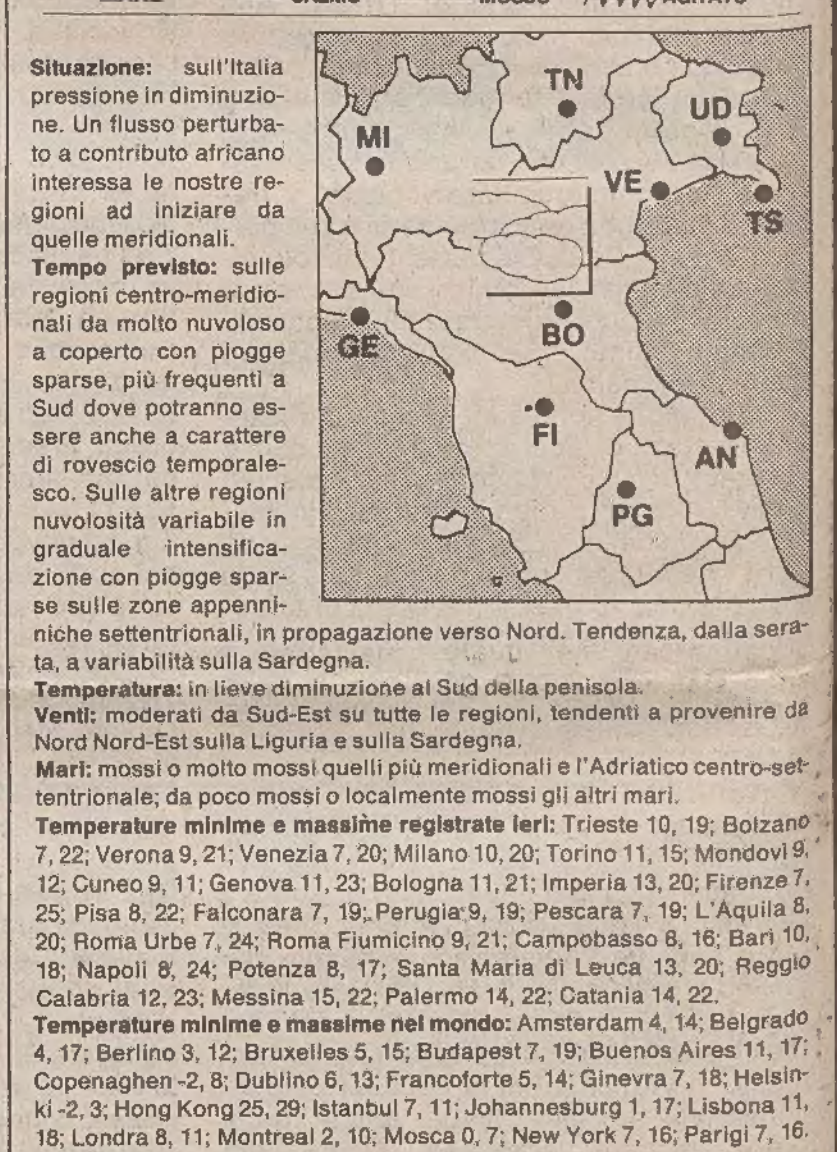 MOSSO AGITATO
Situazione: sull'Italia
pressione in diminuzio-
ne. Un flusso perturba-
to a contributo africano
interessa le nostre re-
gioni ad iniziare da
quelle meridionali.
Tempo previsto: sulle
regioni centro-meridio-
nali da molto nuvoloso
a coperto con piogge
sparse, più frequenti a
Sud dove potranno es-
sere anche a carattere
di rovescio temporale-
sco. Sulle altre regioni
nuvolosità variabile in
graduale intensifica-
zione con piogge spar-
se sulle zone appenni-
niche settentrionali, in propagazione verso Nord. Tendenza, dalla sera-
ta, a variabilità sulla Sardegna.
Temperatura: in lieve diminuzione al Sud della penisola.
Venti: moderati da Sud-Est su tutte le regioni, tendenti a provenire da
Nord Nord-Est sulla Liguria e sulla Sardegna.
Mari: mossi o molto mossi quelli più meridionali e l'Adriatico centro-set-
tentrionale; da poco mossi o localmente mossi gli altri mari.
Temperature minime e massime registrate ieri: Trieste 10, 19; Bolzano
7, 22; Verona 9, 21; Venezia 7, 20; Milano 10, 20; Torino 11, 15; Mondovì 9,
12; Cuneo 9, 11; Genova 11, 23; Bologna 11, 21; Imperia 13, 20; Firenze 7,
25; Pisa 8, 22; Falconara 7, 19; Perugia 9, 19; Pescara 7, 19; L'Aquila 8,
20; Roma Urbe 7, 24; Roma Fiumicino 9, 21; Campobasso 8, 16; Bari 10,
18; Napoli 8, 24; Potenza 8, 17; Santa Maria di Leuca 13, 20; Reggio
Calabria 12, 23; Messina 15, 22; Palermo 14, 22; Catania 14, 22.
Temperature minime e massime nel mondo: Amsterdam 4, 14; Belgrado
4, 17; Berlino 3, 12; Bruxelles 5, 15; Budapest 7, 19; Buenos Aires 11, 17;
Copenaghen -2, 8; Dublino 6, 13; Francoforte 5, 14; Ginevra 7, 18; Helsin-
ki -2, 3; Hong Kong 25, 29; Istanbul 7, 11; Johannesburg 1, 17; Lisbona 11,
18; Londra 8, 11; Montreal 2, 10; Mosca 0, 7; New York 7, 16; Parigi 7, 16.
TN
UD
MI
VE
TS
GE
BO
FI
AN
PG